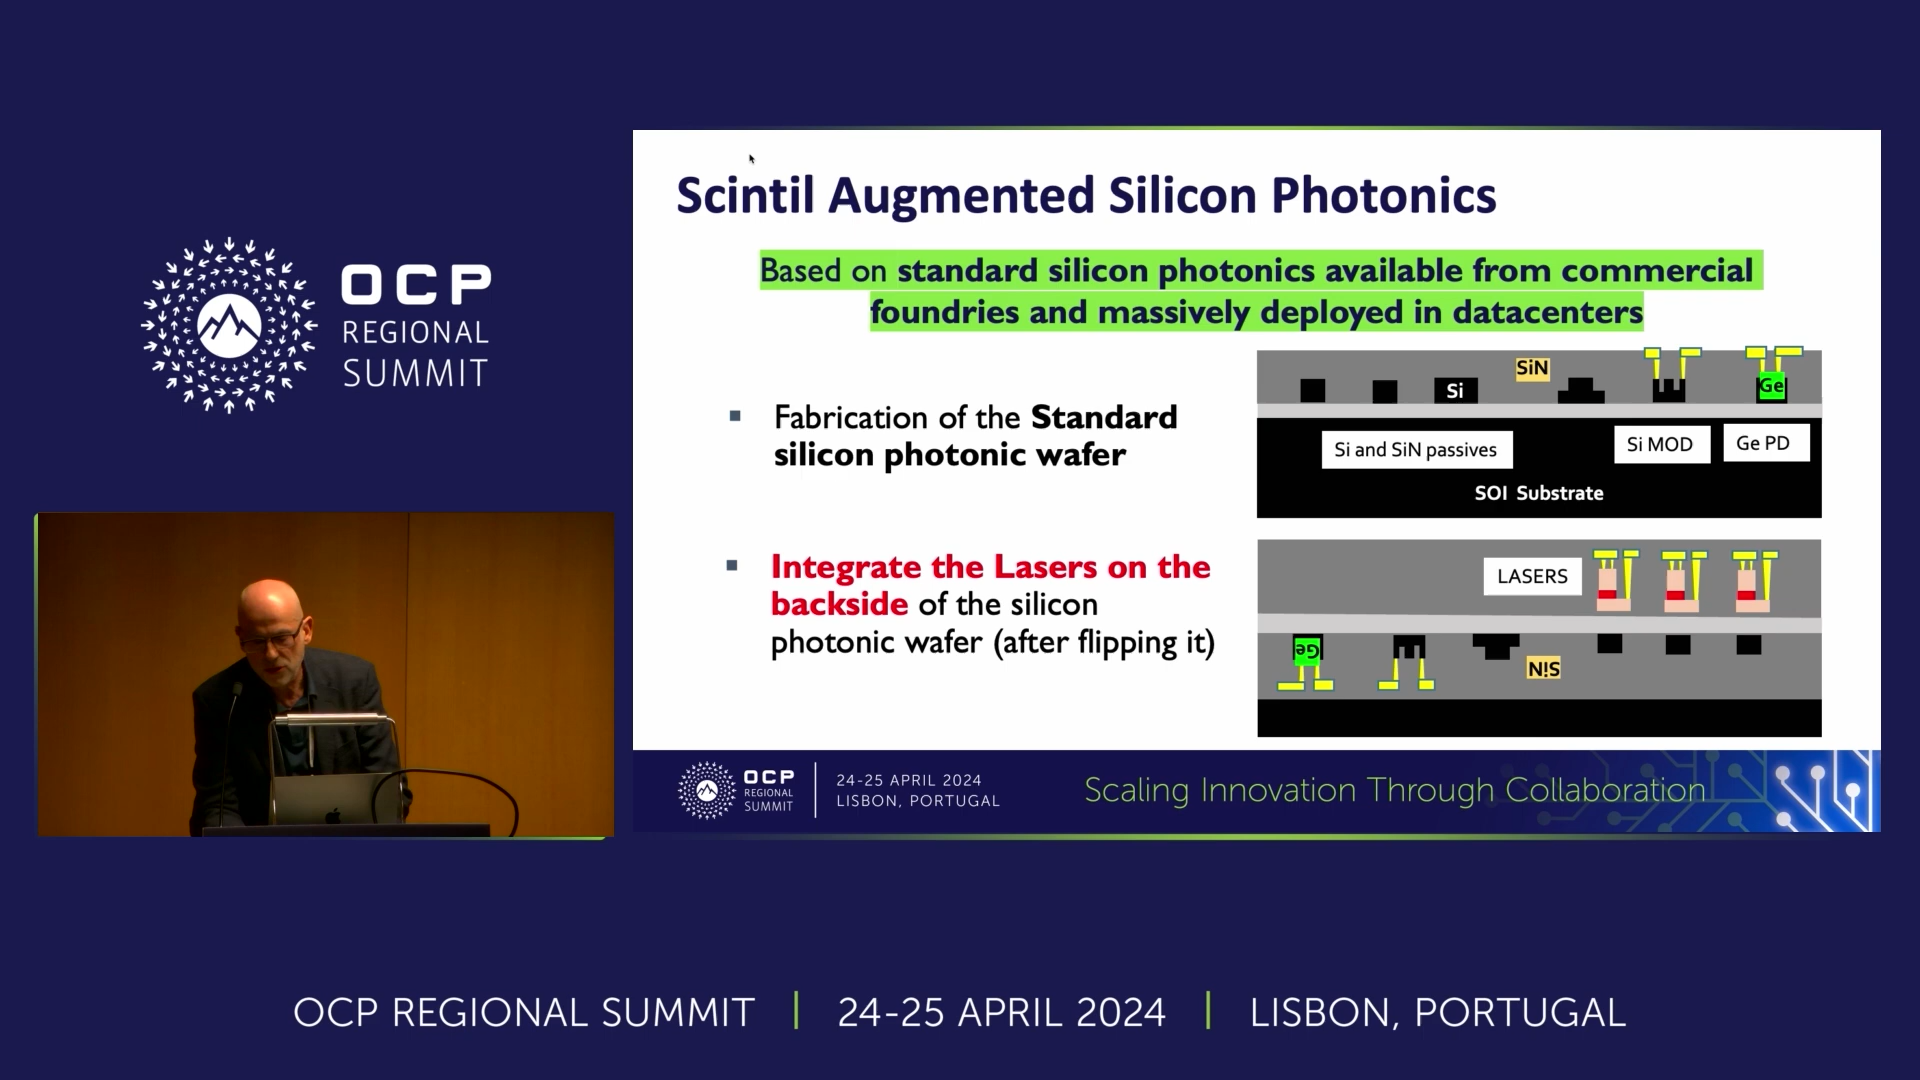 OCP
REGIONAL
SUMMIT
Scintil Augmented Silicon Photonics
Based on standard silicon photonics available from commercial
foundries and massively deployed in datacenters
▪ Fabrication of the Standard
silicon photonic wafer
SiN
Si
Ge
Si and SiN passives
Si MOD
Ge PD
SOI Substrate
▪ Integrate the Lasers on the
backside of the silicon
photonic wafer (after flipping it)
LASERS
Ge
SiN
OCP
REGIONAL
SUMMIT
24-25 APRIL 2024
LISBON, PORTUGAL
Scaling Innovation Through Collaboration
OCP REGIONAL SUMMIT | 24-25 APRIL 2024 | LISBON, PORTUGAL